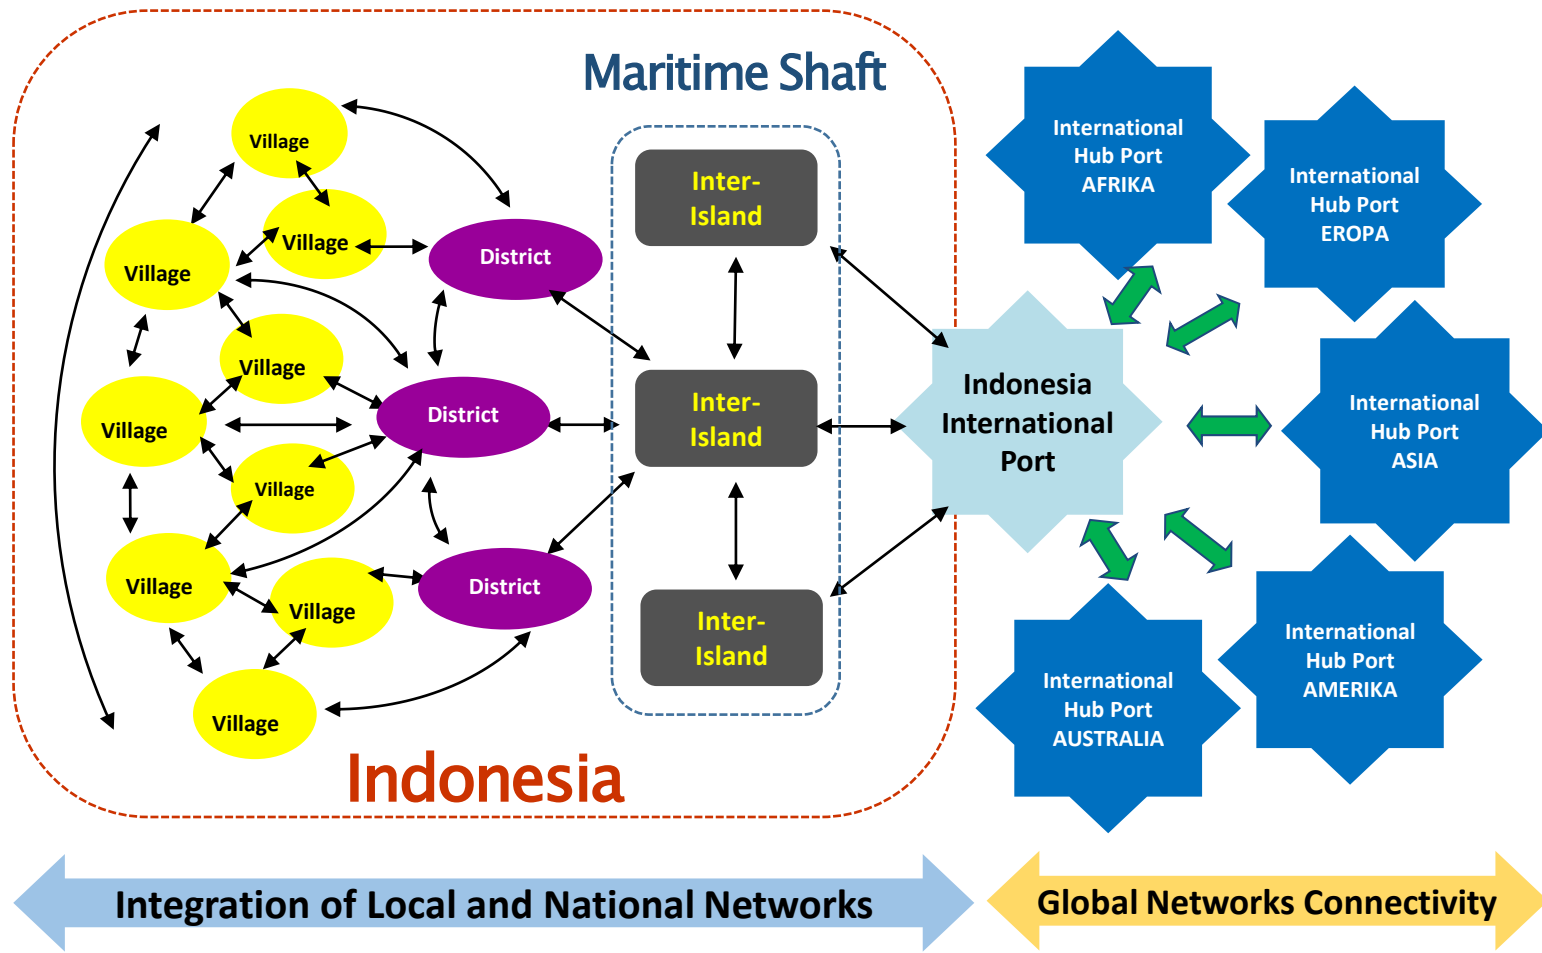 Maritime Shaft
Village
Village
Village
Village
Village
Village
Village
Village
Village
District
District
District
Inter-
Island
Inter-
Island
Inter-
Island
Indonesia
International
Port
International
Hub Port
AFRIKA
International
Hub Port
EROPA
International
Hub Port
ASIA
International
Hub Port
AMERIKA
International
Hub Port
AUSTRALIA
Indonesia
Integration of Local and National Networks
Global Networks Connectivity